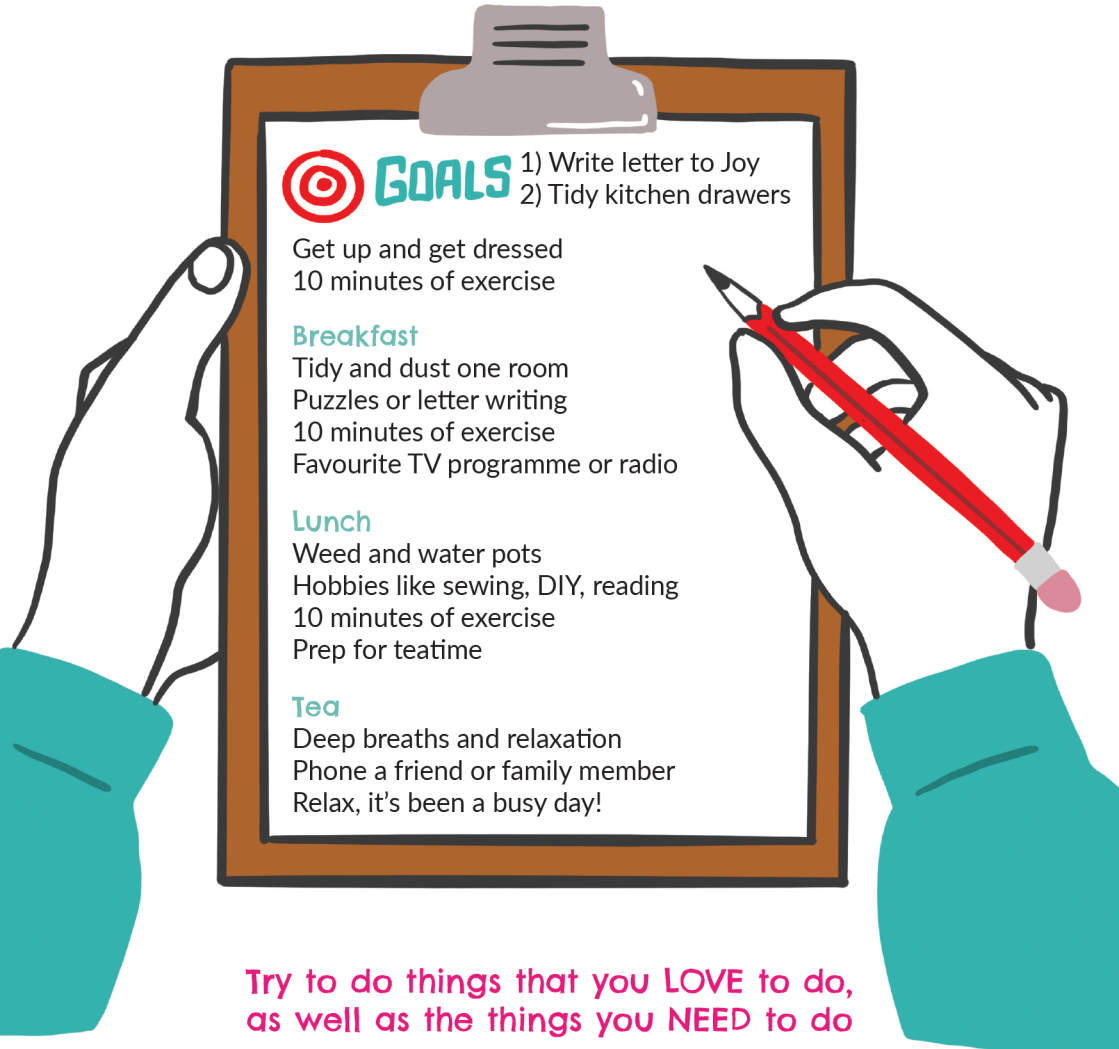 GOALS 1) Write letter to Joy
2) Tidy kitchen drawers
Get up and get dressed
10 minutes of exercise
Breakfast
Tidy and dust one room
Puzzles or letter writing
10 minutes of exercise
Favourite TV programme or radio
Lunch
Weed and water pots
Hobbies like sewing, DIY, reading
10 minutes of exercise
Prep for teatime
Tea
Deep breaths and relaxation
Phone a friend or family member
Relax, it’s been a busy day!
Try to do things that you LOVE to do,
as well as the things you NEED to do